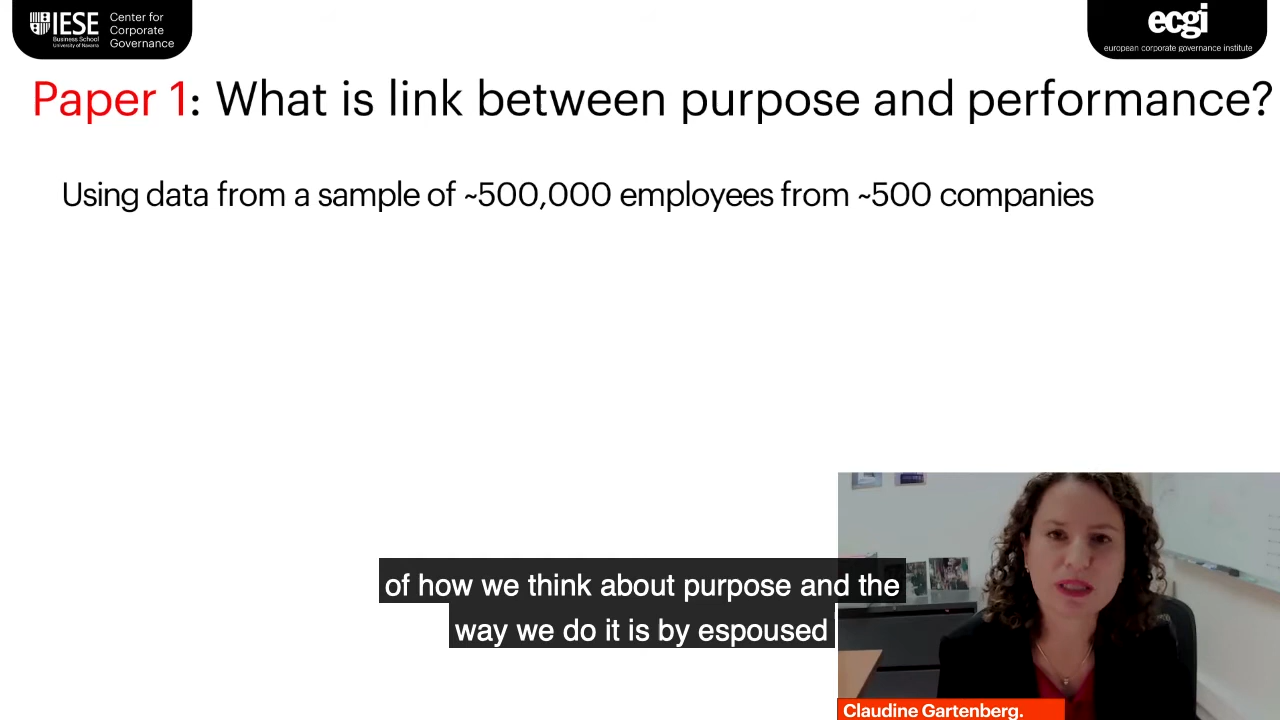 IESE
Business School
University of Navarra
Center for
Corporate
Governance
ecgi
european corporate governance institute
Paper 1: What is link between purpose and performance?
Using data from a sample of ~500,000 employees from ~500 companies
of how we think about purpose and the
way we do it is by espoused
Claudine Gartenberg.